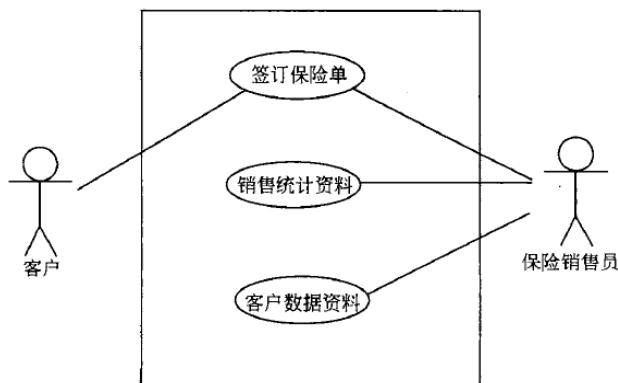 签订保险单
销售统计资料
客户
保险销售员
客户数据资料